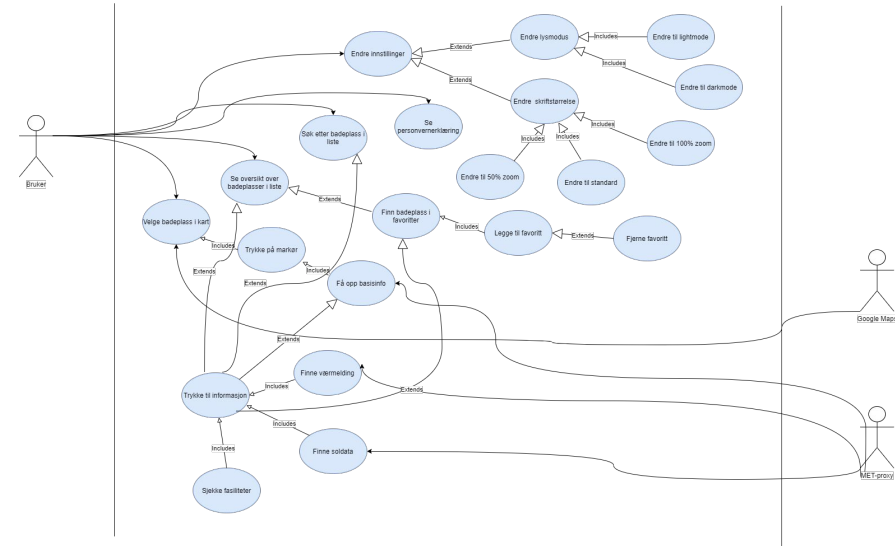 Endre innstillinger
Extends
Endre lysmodus
Includes
Endre til lightmode
Includes
Endre til darkmode
Extends
Endre skriftstørrelse
Includes
Endre til 100% zoom
Includes
Includes
Endre til 50% zoom
Endre til standard
Se
personvernerklæring
Søk etter badeplass i
liste
Bruker
Se oversikt over
badeplasser i liste
Extends
Finn badeplass i
favoritter
Includes
Legge til favoritt
Extends
Fjerne favoritt
Velge badeplass i kart
Includes
Trykke på markør
Includes
Få opp basisinfo
Extends
Extends
Google Maps
Extends
Trykke til informasjon
Includes
Finne værmelding
Extends
Includes
Finne soldata
Includes
Sjekke fasiliteter
MET-proxy